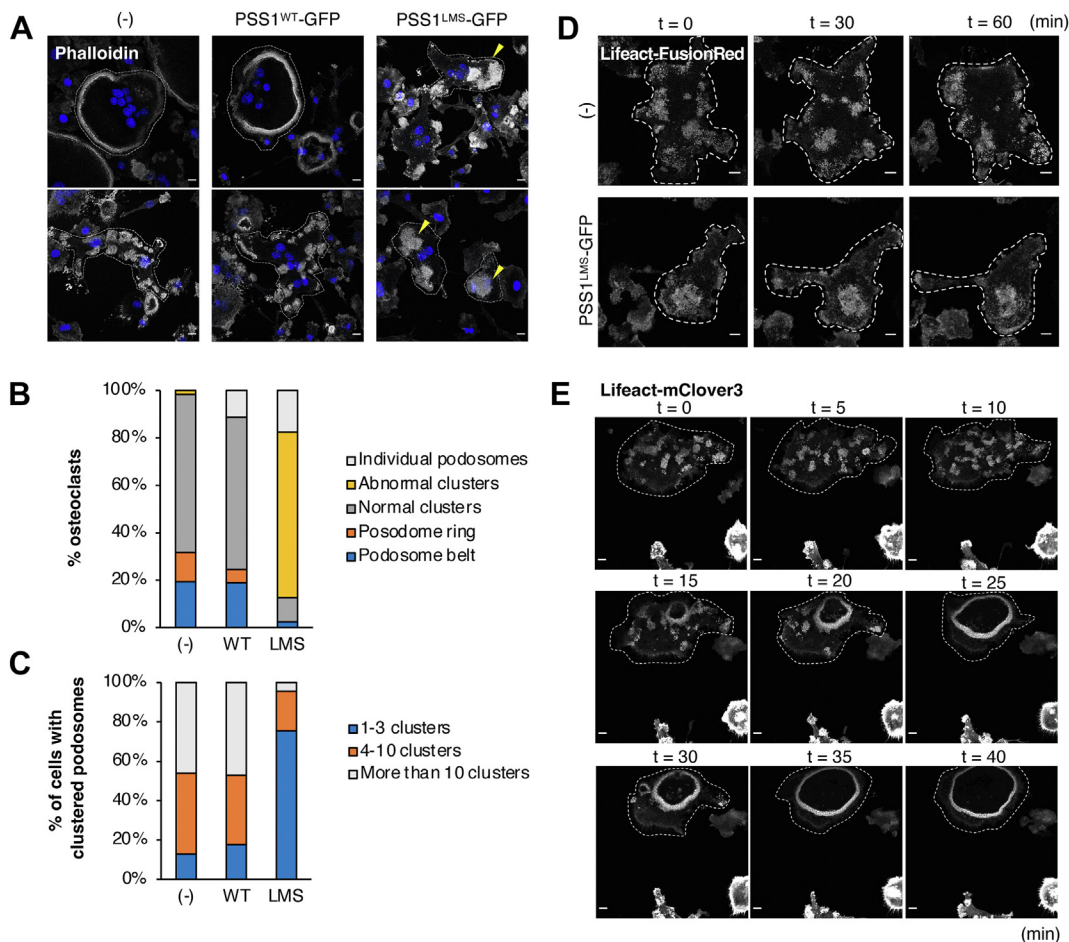 A
(-)
PSS1WT-GFP
PSS1LMS-GFP
Phalloidin
B
% osteoclasts
100%
80%
60%
40%
20%
0%
(-)
WT
LMS
Individual podosomes
Abnormal clusters
Normal clusters
Posodome ring
Podosome belt
C
% of cells with
clustered podosomes
100%
80%
60%
40%
20%
0%
(-)
WT
LMS
1-3 clusters
4-10 clusters
More than 10 clusters
D
t = 0
t = 30
t = 60
(min)
Lifeact-FusionRed
(-)
PSS1LMS-GFP
E
Lifeact-mClover3
t = 0
t = 5
t = 10
t = 15
t = 20
t = 25
t = 30
t = 35
t = 40
(min)